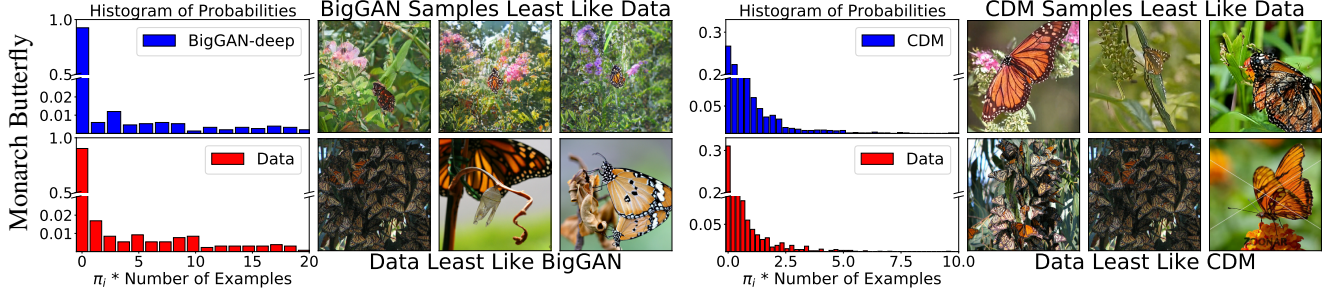 Histogram of Probabilities
BigGAN Samples Least Like Data
Histogram of Probabilities
CDM Samples Least Like Data
Monarch Butterfly
1.0
0.5
0.02
0.01
BigGAN-deep
0.3
0.2
0.05
CDM
1.0
0.5
0.02
0.01
Data
0 5 10 15 20
π_i * Number of Examples
Data Least Like BigGAN
0.3
0.2
0.05
Data
0.0 2.5 5.0 7.5 10.0
π_i * Number of Examples
ZOONAR
Data Least Like CDM